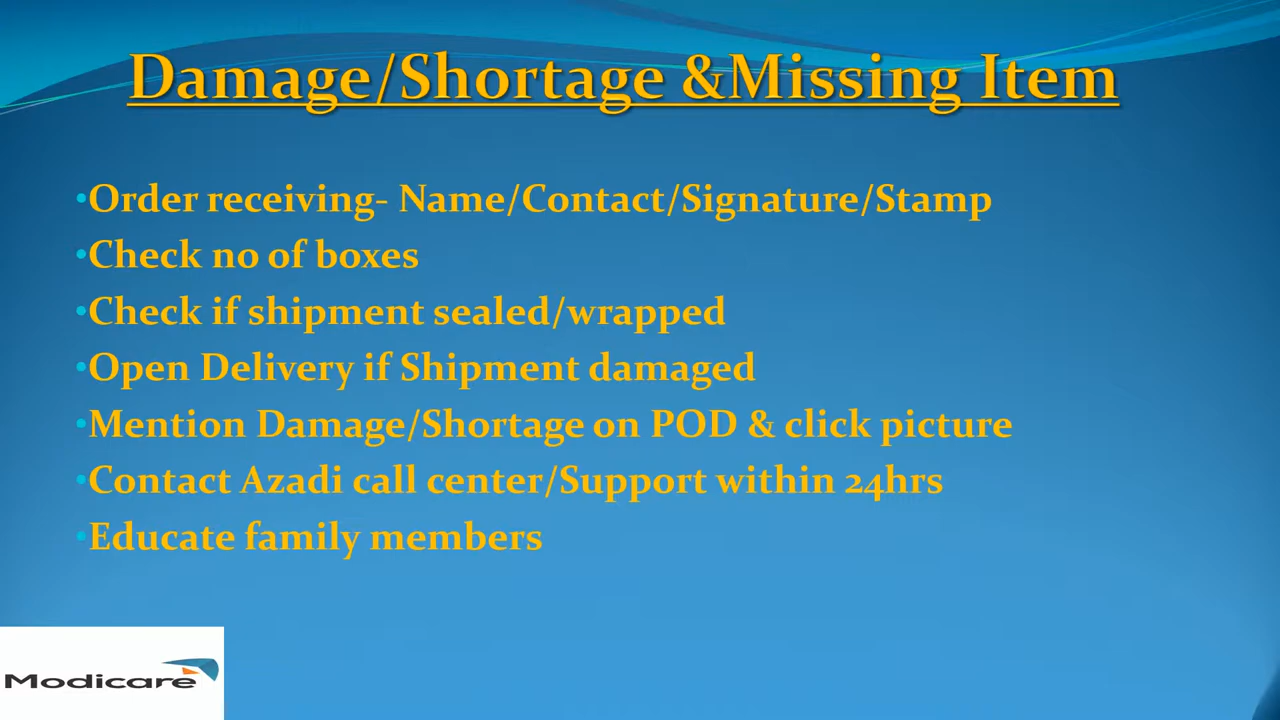 Damage/Shortage &Missing Item
•Order receiving- Name/Contact/Signature/Stamp
•Check no of boxes
•Check if shipment sealed/wrapped
•Open Delivery if Shipment damaged
•Mention Damage/Shortage on POD & click picture
•Contact Azadi call center/Support within 24hrs
•Educate family members
Modicare